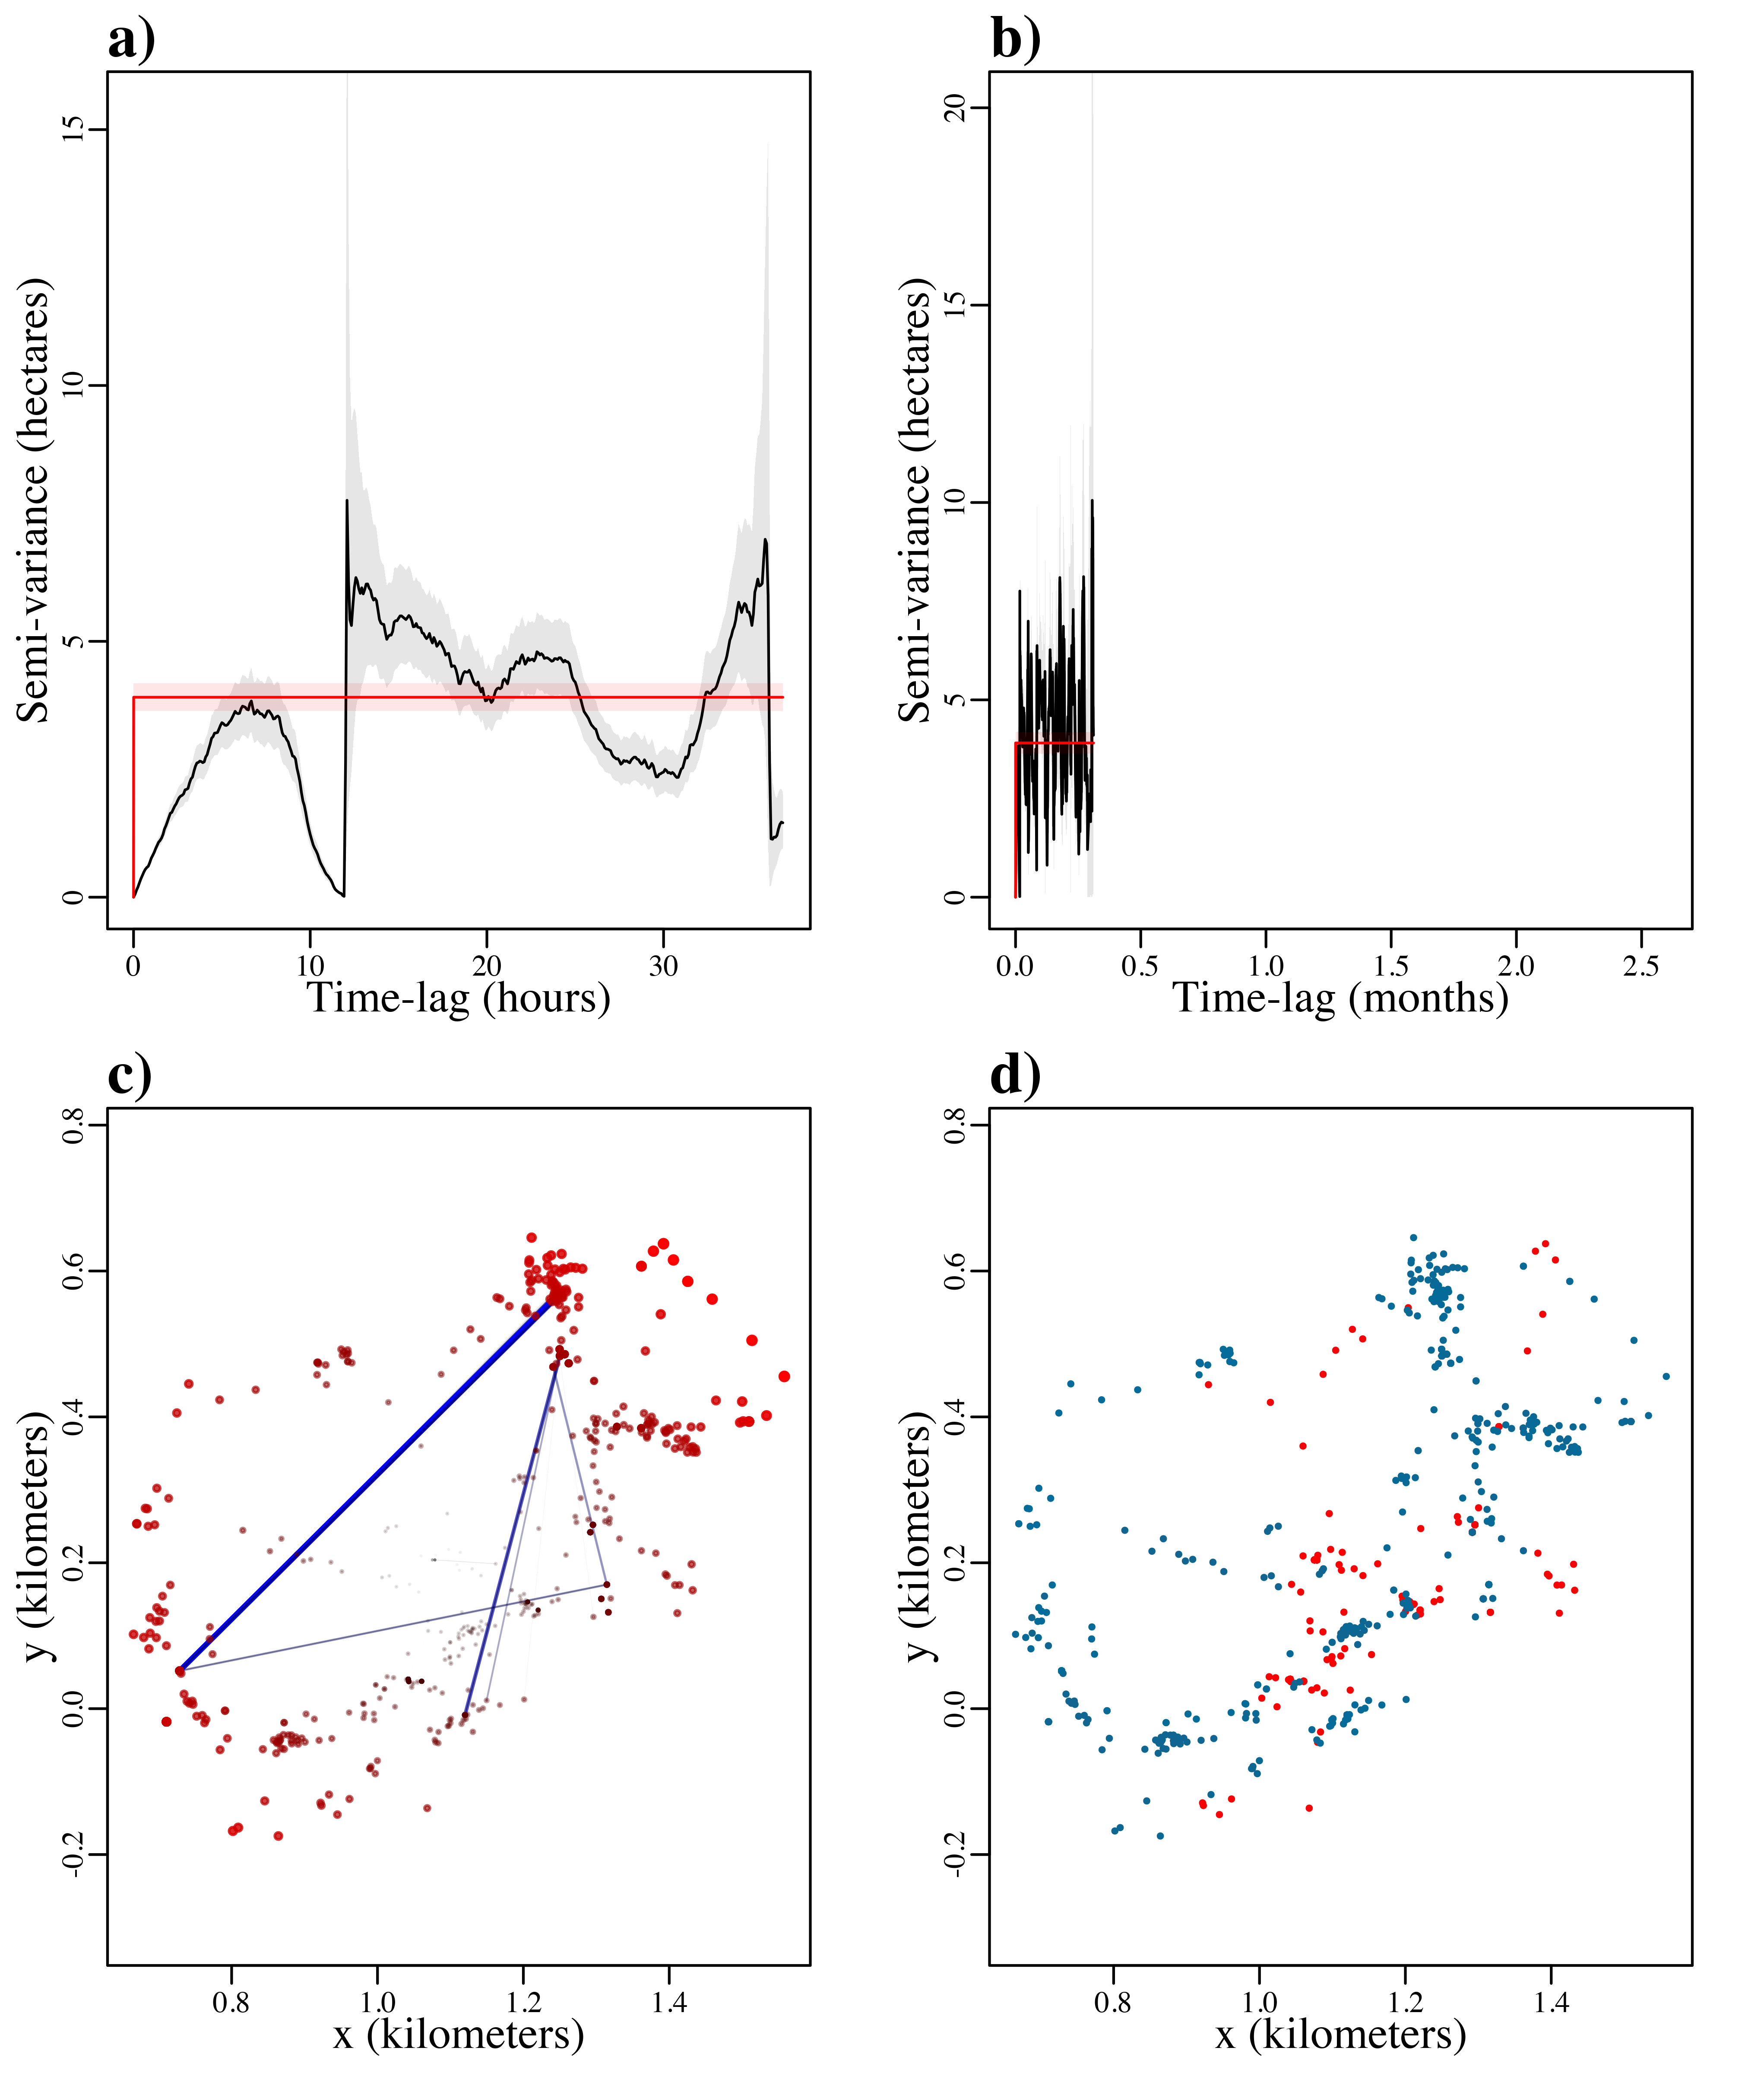 a)
Semi-variance (hectares)
15
10
5
0
0 10 20 30
Time-lag (hours)
b)
Semi-variance (hectares)
20
15
10
5
0
0.0 0.5 1.0 1.5 2.0 2.5
Time-lag (months)
c)
y (kilometers)
0.8
0.6
0.4
0.2
0.0
-0.2
0.8 1.0 1.2 1.4
x (kilometers)
d)
y (kilometers)
0.8
0.6
0.4
0.2
0.0
-0.2
0.8 1.0 1.2 1.4
x (kilometers)